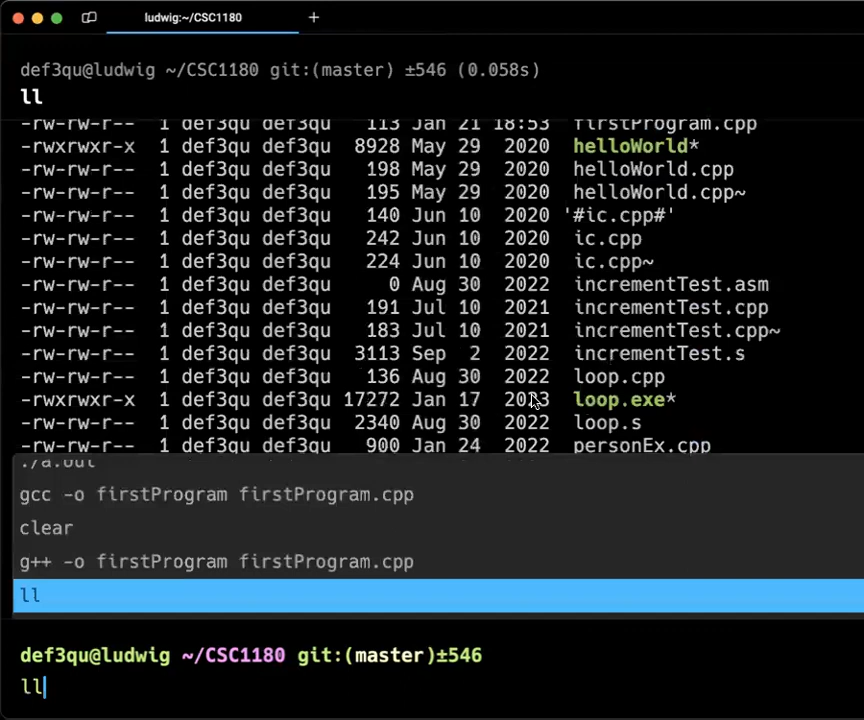 ludwig:~/CSC1180
def3qu@ludwig ~/CSC1180 git:(master) ±546 (0.058s)
ll
-rw-rw-r-- 1 def3qu def3qu 113 Jan 21 18:53 firstProgram.cpp
-rwxrwxr-x 1 def3qu def3qu 8928 May 29 2020 helloWorld*
-rw-rw-r-- 1 def3qu def3qu 198 May 29 2020 helloWorld.cpp
-rw-rw-r-- 1 def3qu def3qu 195 May 29 2020 helloWorld.cpp~
-rw-rw-r-- 1 def3qu def3qu 140 Jun 10 2020 '#ic.cpp#'
-rw-rw-r-- 1 def3qu def3qu 242 Jun 10 2020 ic.cpp
-rw-rw-r-- 1 def3qu def3qu 224 Jun 10 2020 ic.cpp~
-rw-rw-r-- 1 def3qu def3qu 0 Aug 30 2022 incrementTest.asm
-rw-rw-r-- 1 def3qu def3qu 191 Jul 10 2021 incrementTest.cpp
-rw-rw-r-- 1 def3qu def3qu 183 Jul 10 2021 incrementTest.cpp~
-rw-rw-r-- 1 def3qu def3qu 3113 Sep 2 2022 incrementTest.s
-rw-rw-r-- 1 def3qu def3qu 136 Aug 30 2022 loop.cpp
-rwxrwxr-x 1 def3qu def3qu 17272 Jan 17 2023 loop.exe*
-rw-rw-r-- 1 def3qu def3qu 2340 Aug 30 2022 loop.s
-rw-rw-r-- 1 def3qu def3qu 900 Jan 24 2022 personEx.cpp
./a.out
gcc -o firstProgram firstProgram.cpp
clear
g++ -o firstProgram firstProgram.cpp
ll
def3qu@ludwig ~/CSC1180 git:(master)±546
ll